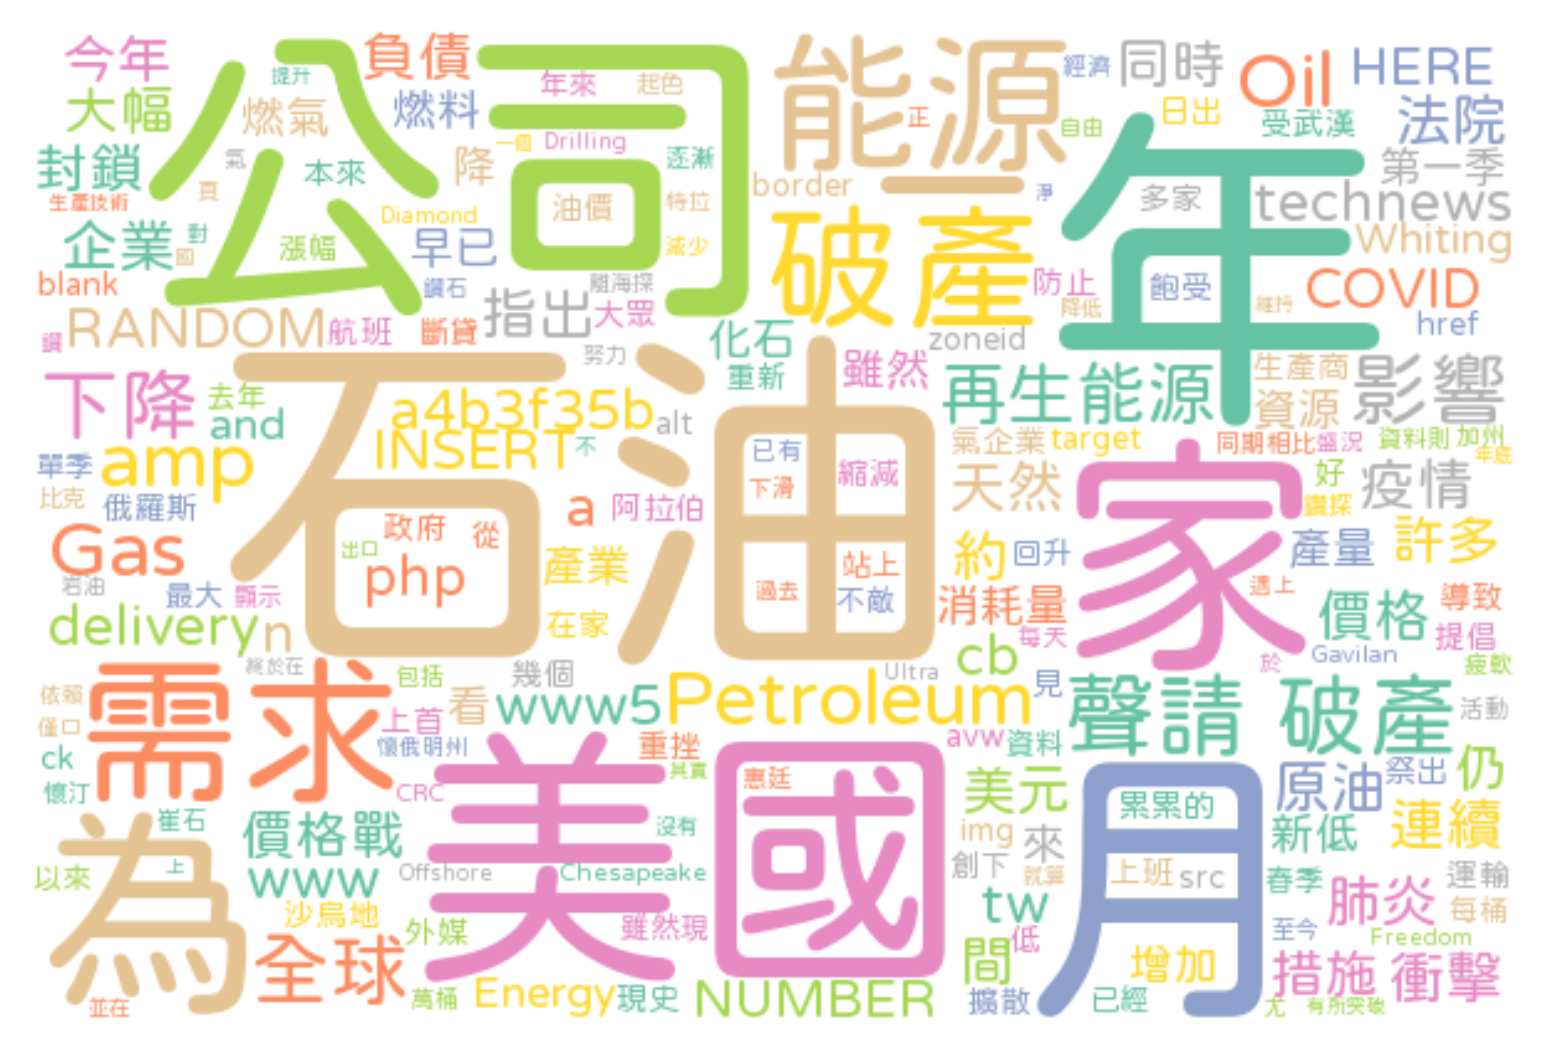 今年
負債
公司
能源
同時
Oil
HERE
提升
年來
起色
經濟
大幅
燃氣
燃料
日出
受武漢
法院
正
自由
一個
Drilling
封鎖
氣
本來
降
逐漸
第一季
頁
border
淨
多家
technews
生產技術
Diamond
油價
特拉
年
企業
對
國
漲幅
早已
減少
破產
Whiting
blank
鑽石
離海探
防止
飽受
COVID
指出
大眾
降低
維持
href
RANDOM
航班
斷貸
化石
zoneid
努力
重新
雖然
生產商
影響
下降
去年
a4b3f35b
再生能源
資源
and
alt
石油
INSERT
不
已有
氣企業
target
同期相比
盛況
資料則
加州
年底
單季
amp
下滑
縮減
天然
家
好
疫情
比克
俄羅斯
a
阿拉伯
鑽探
政府
從
Gas
出口
產業
約
回升
產量
許多
php
站上
岩油
最大
顯示
過去
不敵
消耗量
遇上
價格
導致
delivery
n
在家
每天
提倡
需求
終於在
包括
幾個
Ultra
cb
於
Gavilan
疲軟
依賴
看
www5
Petroleum
見
聲請
破產
活動
僅口
上首
懷俄明州
重挫
avw
資料
ck
美國
其實
惠廷
美元
月
原油
祭出
仍
懷汀
CRC
累累的
崔石
價格戰
沒有
img
來
新低
連續
為
上
以來
www
Offshore
Chesapeake
創下
就算
上班
src
春季
肺炎
運輸
沙烏地
外媒
雖然現
tw
低
至今
每桶
Freedom
全球
間
增加
措施
衝擊
並在
萬桶
Energy
現史
NUMBER
擴散
已經
尤
有所突破